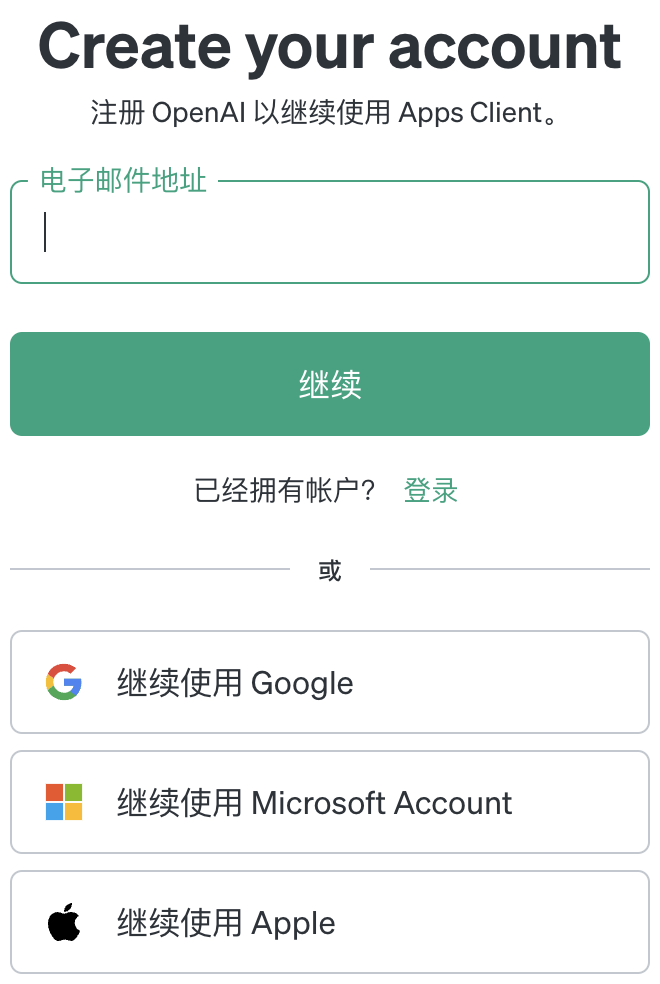 Create your account
注册 OpenAI 以继续使用 Apps Client。
电子邮件地址
继续
已经拥有帐户? 登录
或
继续使用 Google
继续使用 Microsoft Account
继续使用 Apple